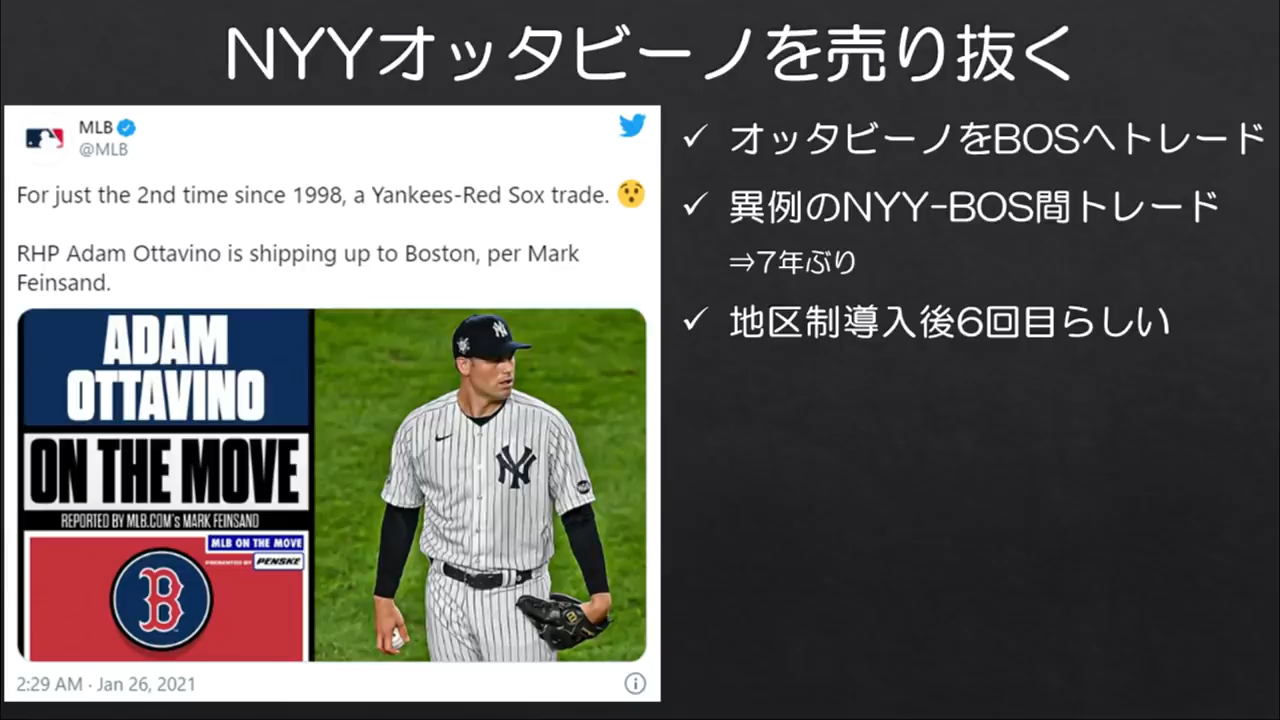 NYYオッタビーノを売り抜く
MLB
@MLB
For just the 2nd time since 1998, a Yankees-Red Sox trade. 😯
RHP Adam Ottavino is shipping up to Boston, per Mark
Feinsand.
ADAM
OTTAVINO
ON THE MOVE
REPORTED BY MLB.COM's MARK FEINSAND
MLB ON THE MOVE
PRESENTED BY PENSKE
B
NY
2:29 AM · Jan 26, 2021
✓ オッタビーノをBOSへトレード
✓ 異例のNYY-BOS間トレード
⇒7年ぶり
✓ 地区制導入後6回目らしい